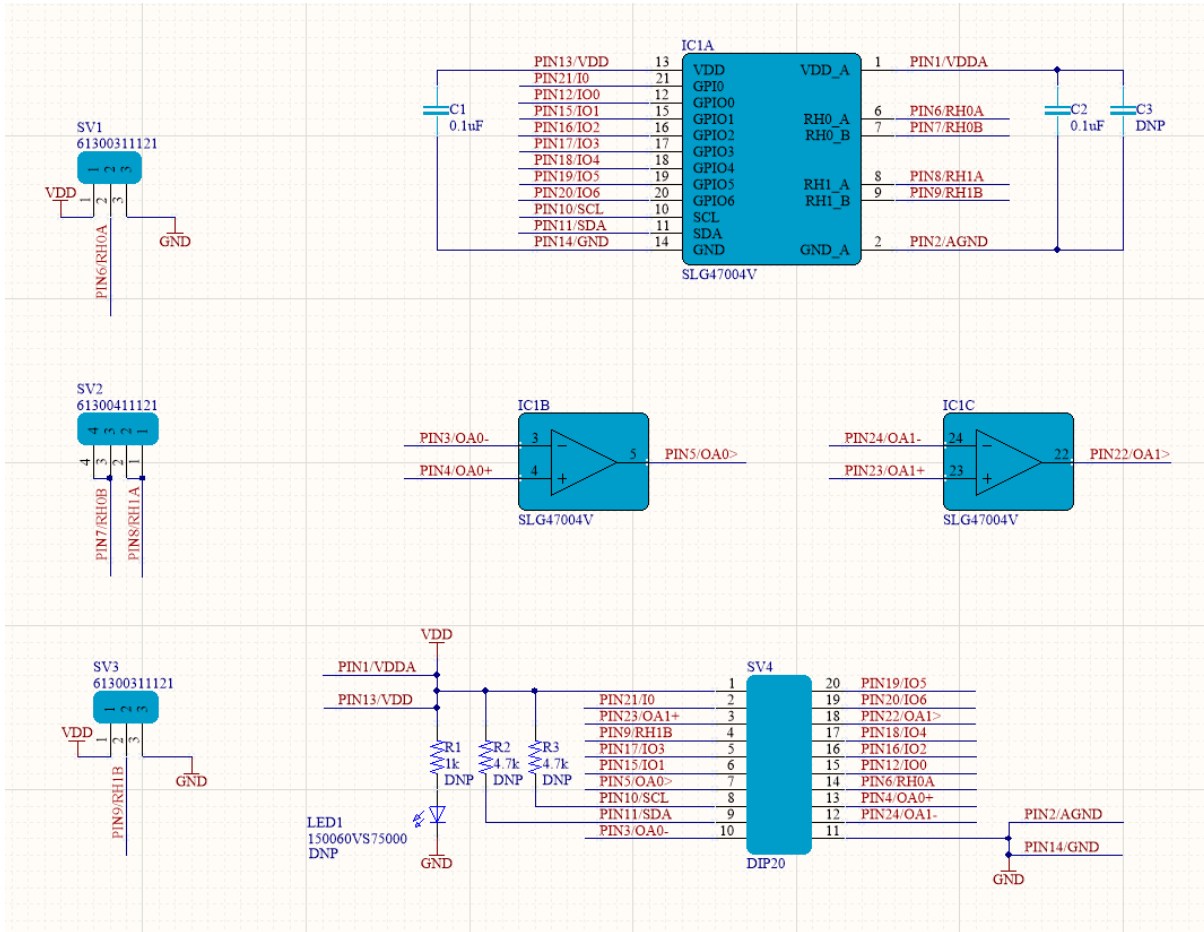 IC1A
PIN13/VDD 13 VDD VDD_A 1 PIN1/VDDA
PIN21/I0 21 GPI0
PIN12/IO0 12 GPIO0
PIN15/IO1 15 GPIO1 RH0_A 6 PIN6/RH0A
PIN16/IO2 16 GPIO2 RH0_B 7 PIN7/RH0B
PIN17/IO3 17 GPIO3
PIN18/IO4 18 GPIO4
PIN19/IO5 19 GPIO5 RH1_A 8 PIN8/RH1A
PIN20/IO6 20 GPIO6 RH1_B 9 PIN9/RH1B
PIN10/SCL 10 SCL
PIN11/SDA 11 SDA
PIN14/GND 14 GND GND_A 2 PIN2/AGND
SLG47004V
C1
0.1uF
C2
0.1uF
C3
DNP
SV1
61300311121
1 2 3
VDD
1 2 3
GND
PIN6/RH0A
SV2
61300411121
4 3 2 1
4 3 2 1
PIN7/RH0B
PIN8/RH1A
IC1B
PIN3/OA0- 3
PIN4/OA0+ 4
5 PIN5/OA0>
SLG47004V
IC1C
PIN24/OA1- 24
PIN23/OA1+ 23
22 PIN22/OA1>
SLG47004V
SV3
61300311121
1 2 3
VDD
1 2 3
GND
PIN9/RH1B
VDD
PIN1/VDDA
PIN13/VDD
R1
1k
DNP
R2
4.7k
DNP
R3
4.7k
DNP
LED1
150060VS75000
DNP
GND
SV4
1 20 PIN19/IO5
PIN21/I0 2 19 PIN20/IO6
PIN23/OA1+ 3 18 PIN22/OA1>
PIN9/RH1B 4 17 PIN18/IO4
PIN17/IO3 5 16 PIN16/IO2
PIN15/IO1 6 15 PIN12/IO0
PIN5/OA0> 7 14 PIN6/RH0A
PIN10/SCL 8 13 PIN4/OA0+
PIN11/SDA 9 12 PIN24/OA1-
PIN3/OA0- 10 11
DIP20
PIN2/AGND
PIN14/GND
GND